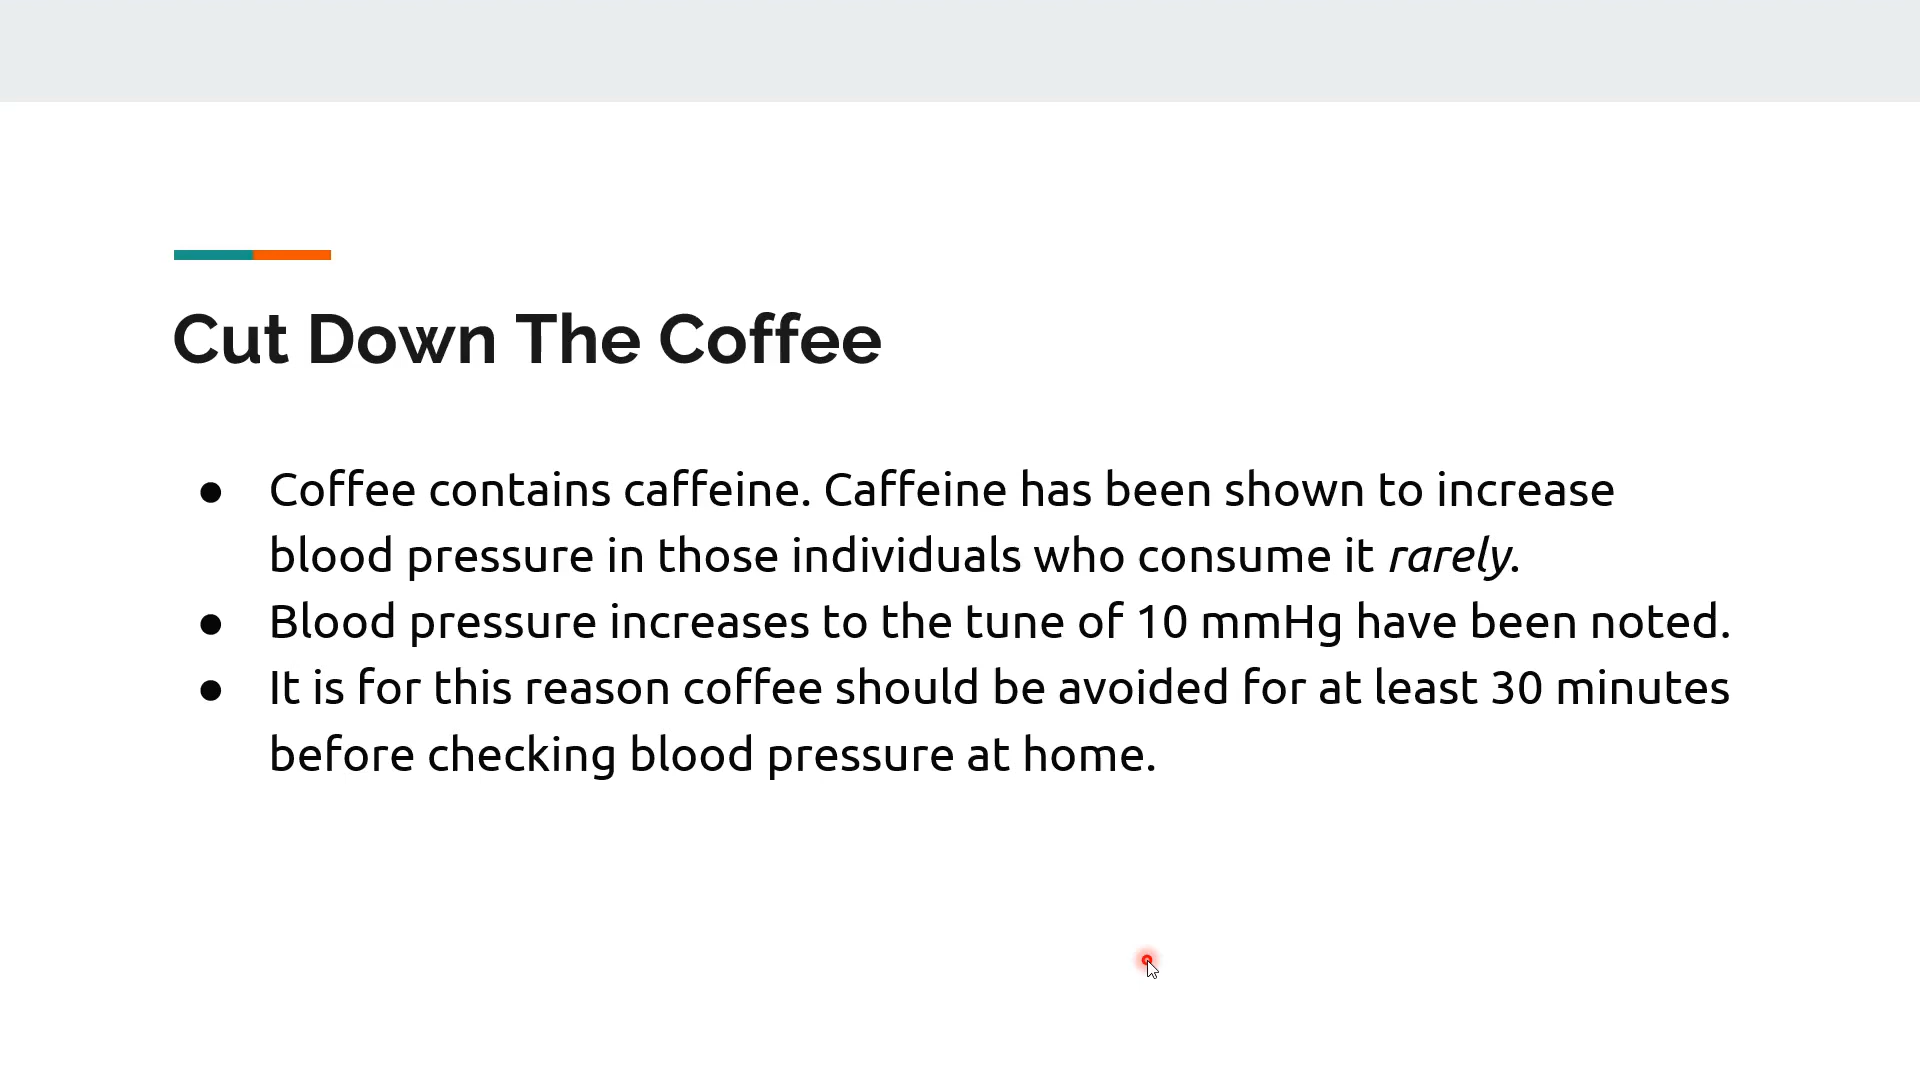 Cut Down The Coffee
● Coffee contains caffeine. Caffeine has been shown to increase
blood pressure in those individuals who consume it rarely.
● Blood pressure increases to the tune of 10 mmHg have been noted.
● It is for this reason coffee should be avoided for at least 30 minutes
before checking blood pressure at home.